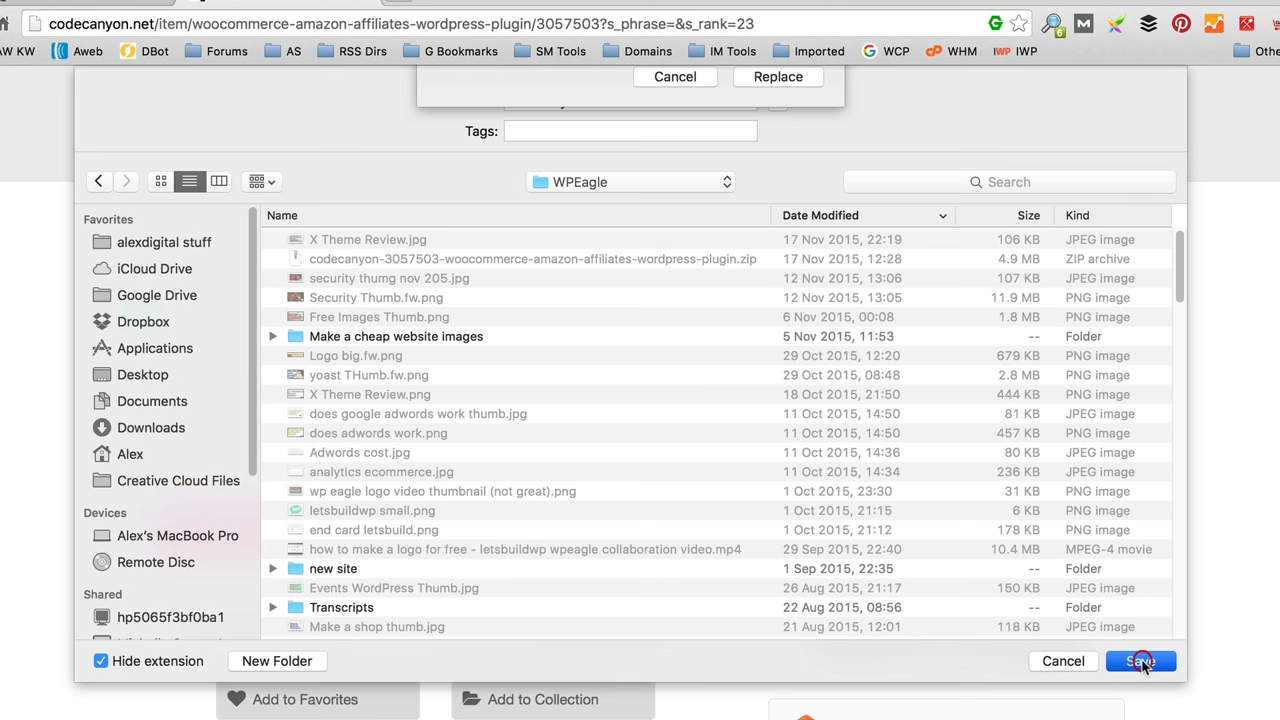 codecanyon.net/item/woocommerce-amazon-affiliates-wordpress-plugin/3057503?s_phrase=&s_rank=23
AW KW Aweb DBot Forums AS RSS Dirs G Bookmarks SM Tools Domains IM Tools Imported WCP WHM IWP IWP
Cancel Replace
Tags:
WPEagle Search
Favorites Name Date Modified Size Kind
alexdigital stuff
iCloud Drive
Google Drive
Dropbox
Applications
Desktop
Documents
Downloads
Alex
Creative Cloud Files
Devices
Alex's MacBook Pro
Remote Disc
Shared
hp5065f3bf0ba1
X Theme Review.jpg 17 Nov 2015, 22:19 106 KB JPEG image
codecanyon-3057503-woocommerce-amazon-affiliates-wordpress-plugin.zip 17 Nov 2015, 12:28 4.9 MB ZIP archive
security thumg nov 205.jpg 12 Nov 2015, 13:06 107 KB JPEG image
Security Thumb.fw.png 12 Nov 2015, 13:05 11.9 MB PNG image
Free Images Thumb.png 6 Nov 2015, 00:08 1.8 MB PNG image
Make a cheap website images 5 Nov 2015, 11:53 -- Folder
Logo big.fw.png 29 Oct 2015, 12:20 679 KB PNG image
yoast THumb.fw.png 29 Oct 2015, 08:48 2.8 MB PNG image
X Theme Review.png 18 Oct 2015, 21:50 444 KB PNG image
does google adwords work thumb.jpg 11 Oct 2015, 14:50 81 KB JPEG image
does adwords work.png 11 Oct 2015, 14:50 457 KB PNG image
Adwords cost.jpg 11 Oct 2015, 14:36 80 KB JPEG image
analytics ecommerce.jpg 11 Oct 2015, 14:34 236 KB JPEG image
wp eagle logo video thumbnail (not great).png 1 Oct 2015, 23:30 31 KB PNG image
letsbuildwp small.png 1 Oct 2015, 21:15 6 KB PNG image
end card letsbuild.png 1 Oct 2015, 21:12 178 KB PNG image
how to make a logo for free - letsbuildwp wpeagle collaboration video.mp4 29 Sep 2015, 22:40 10.4 MB MPEG-4 movie
new site 1 Sep 2015, 22:35 -- Folder
Events WordPress Thumb.jpg 26 Aug 2015, 21:17 150 KB JPEG image
Transcripts 22 Aug 2015, 08:56 -- Folder
Make a shop thumb.jpg 21 Aug 2015, 12:01 118 KB JPEG image
Hide extension New Folder Cancel Save
Add to Favorites Add to Collection